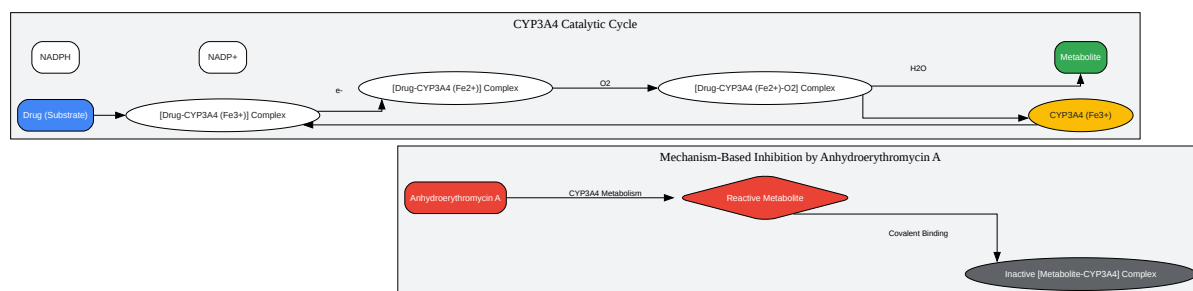 CYP3A4 Catalytic Cycle
NADPH
NADP+
Metabolite
H2O
e-
[Drug-CYP3A4 (Fe2+)] Complex
O2
[Drug-CYP3A4 (Fe2+)-O2] Complex
Drug (Substrate)
[Drug-CYP3A4 (Fe3+)] Complex
CYP3A4 (Fe3+)
Mechanism-Based Inhibition by Anhydroerythromycin A
Anhydroerythromycin A
CYP3A4 Metabolism
Reactive Metabolite
Covalent Binding
Inactive [Metabolite-CYP3A4] Complex